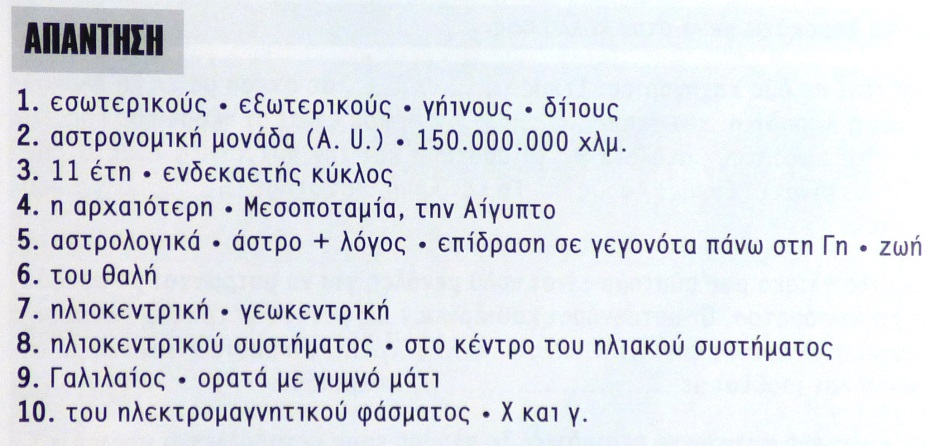 ΑΠΑΝΤΗΣΗ
1. εσωτερικούς • εξωτερικούς • γήινους • δίιους
2. αστρονομική μονάδα (A. U.) • 150.000.000 χλμ.
3. 11 έτη • ενδεκαετής κύκλος
4. η αρχαιότερη • Μεσοποταμία, την Αίγυπτο
5. αστρολογικά • άστρο + λόγος • επίδραση σε γεγονότα πάνω στη Γη • ζωή
6. του Θαλή
7. ηλιοκεντρική • γεωκεντρική
8. ηλιοκεντρικού συστήματος • στο κέντρο του ηλιακού συστήματος
9. Γαλιλαίος • ορατά με γυμνό μάτι
10. του ηλεκτρομαγνητικού φάσματος • Χ και γ.